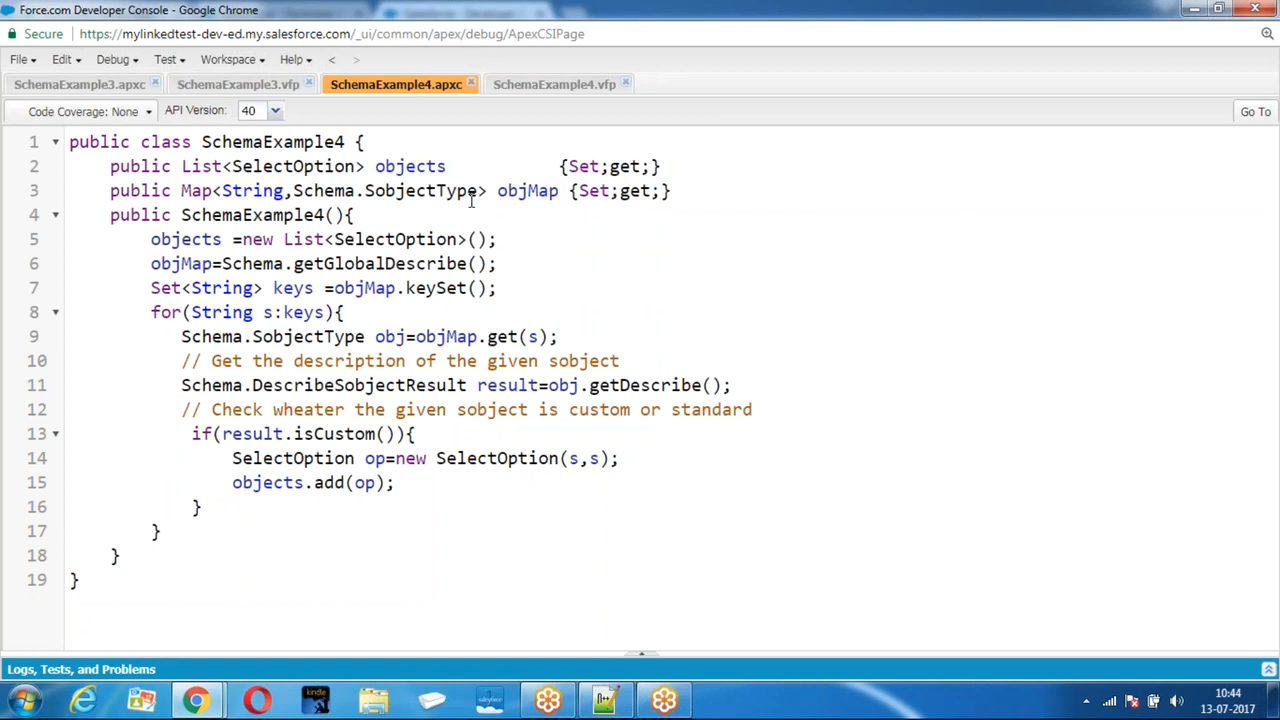 Force.com Developer Console - Google Chrome
Secure https://mylinkedtest-dev-ed.my.salesforce.com/_ui/common/apex/debug/ApexCSIPage
File Edit Debug Test Workspace Help < >
SchemaExample3.apxc SchemaExample3.vfp SchemaExample4.apxc SchemaExample4.vfp
Code Coverage: None API Version: 40 Go To
1 public class SchemaExample4 {
2 public List<SelectOption> objects {Set;get;}
3 public Map<String,Schema.SobjectType> objMap {Set;get;}
4 public SchemaExample4(){
5 objects =new List<SelectOption>();
6 objMap=Schema.getGlobalDescribe();
7 Set<String> keys =objMap.keySet();
8 for(String s:keys){
9 Schema.SobjectType obj=objMap.get(s);
10 // Get the description of the given sobject
11 Schema.DescribeSobjectResult result=obj.getDescribe();
12 // Check wheater the given sobject is custom or standard
13 if(result.isCustom()){
14 SelectOption op=new SelectOption(s,s);
15 objects.add(op);
16 }
17 }
18 }
19 }
Logs, Tests, and Problems
kindle
10:44
13-07-2017